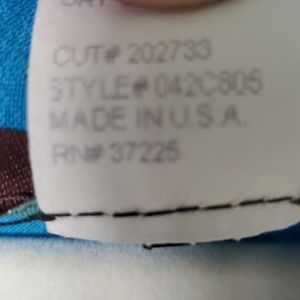 CUT# 202733
STYLE# 042C805
MADE IN U.S.A.
RN# 37225